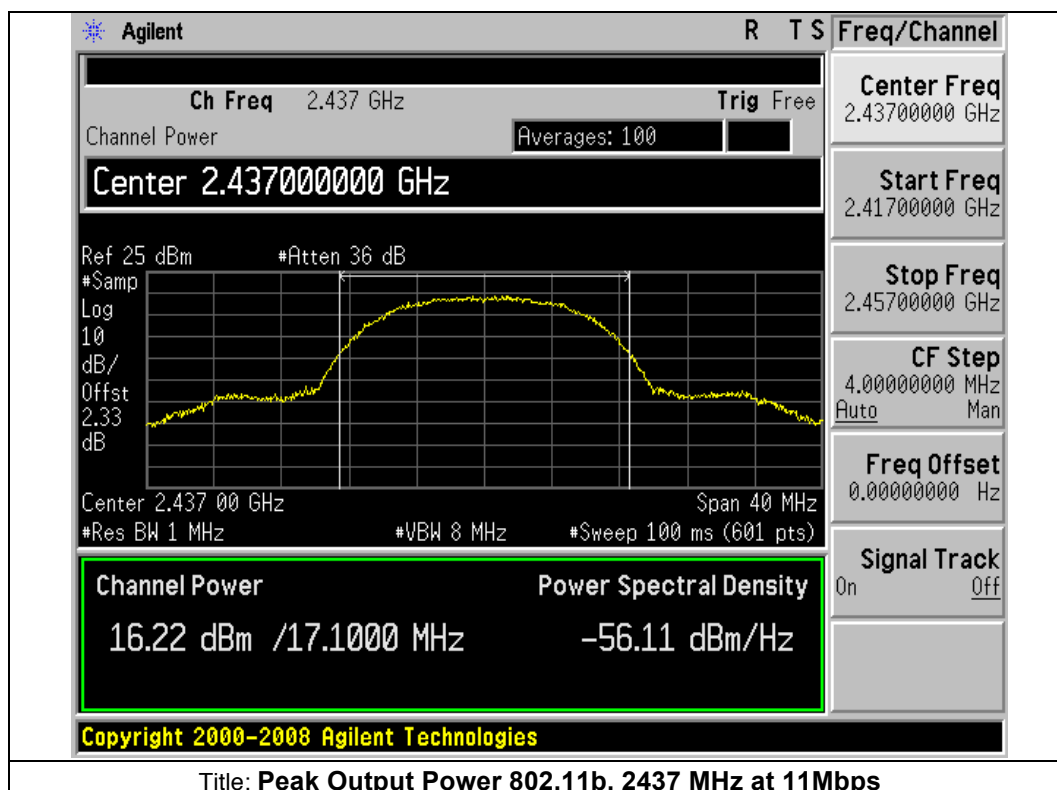 Agilent R T S Freq/Channel
Ch Freq 2.437 GHz Trig Free
Channel Power Averages: 100
Center 2.437000000 GHz
Ref 25 dBm #Atten 36 dB
#Samp
Log
10
dB/
Offst
2.33
dB
Center 2.437 00 GHz Span 40 MHz
#Res BW 1 MHz #VBW 8 MHz #Sweep 100 ms (601 pts)
Channel Power Power Spectral Density
16.22 dBm /17.1000 MHz -56.11 dBm/Hz
Copyright 2000-2008 Agilent Technologies
Center Freq
2.43700000 GHz
Start Freq
2.41700000 GHz
Stop Freq
2.45700000 GHz
CF Step
4.00000000 MHz
Auto Man
Freq Offset
0.00000000 Hz
Signal Track
On Off
Title: Peak Output Power 802.11b, 2437 MHz at 11Mbps